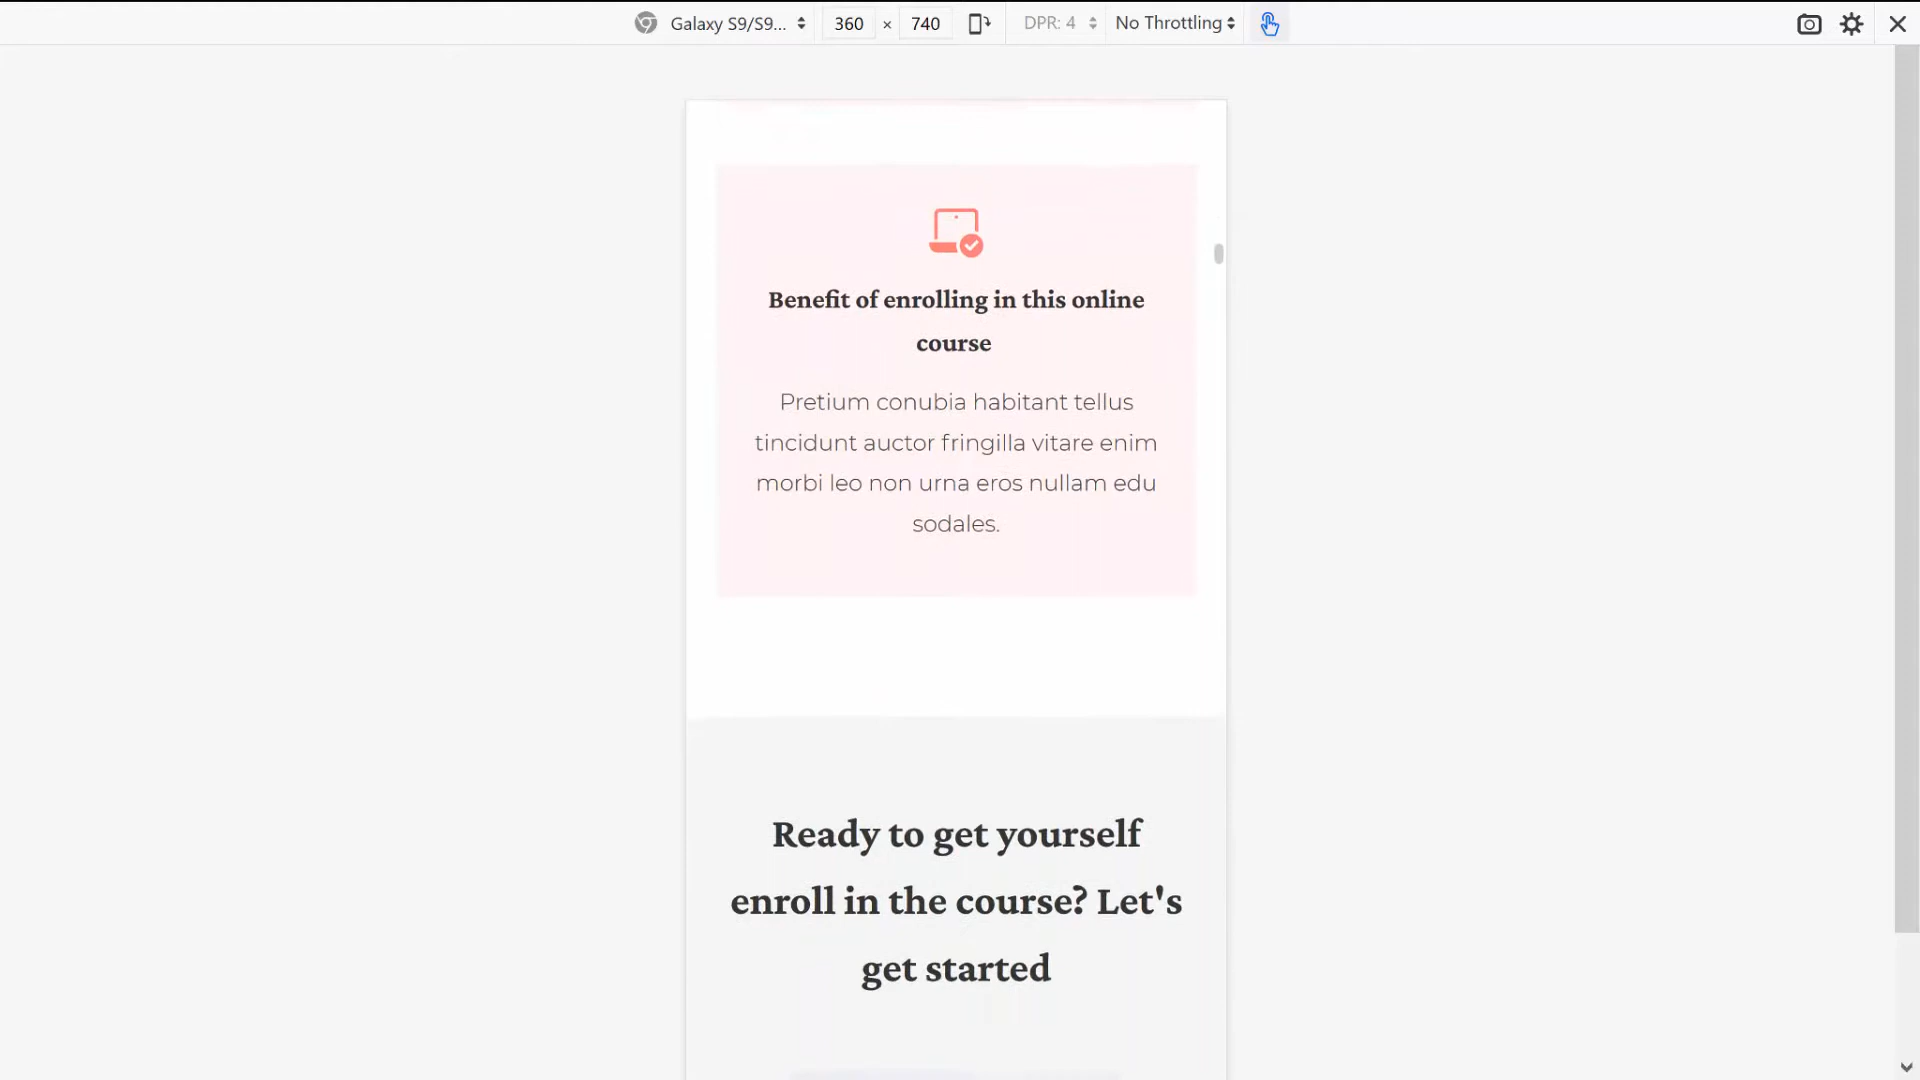 Galaxy S9/S9... 360 × 740 DPR: 4 No Throttling
Benefit of enrolling in this online
course
Pretium conubia habitant tellus
tincidunt auctor fringilla vitare enim
morbi leo non urna eros nullam edu
sodales.
Ready to get yourself
enroll in the course? Let's
get started